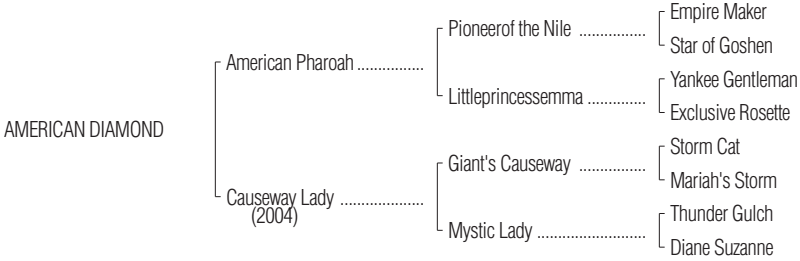 Empire Maker
Pioneerof the Nile ................
Star of Goshen
American Pharoah ................
Yankee Gentleman
Littleprincessemma ..............
Exclusive Rosette
AMERICAN DIAMOND
Storm Cat
Giant's Causeway ................
Mariah's Storm
Causeway Lady ....................
(2004)
Thunder Gulch
Mystic Lady ..........................
Diane Suzanne